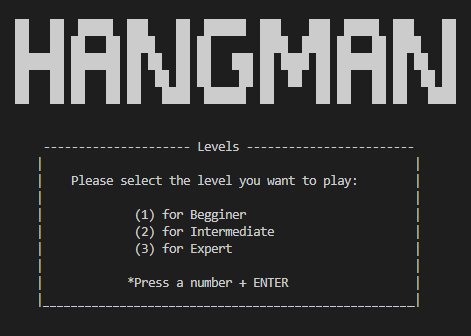 HANGMAN
--------------------- Levels ------------------------
Please select the level you want to play:
(1) for Begginer
(2) for Intermediate
(3) for Expert
*Press a number + ENTER